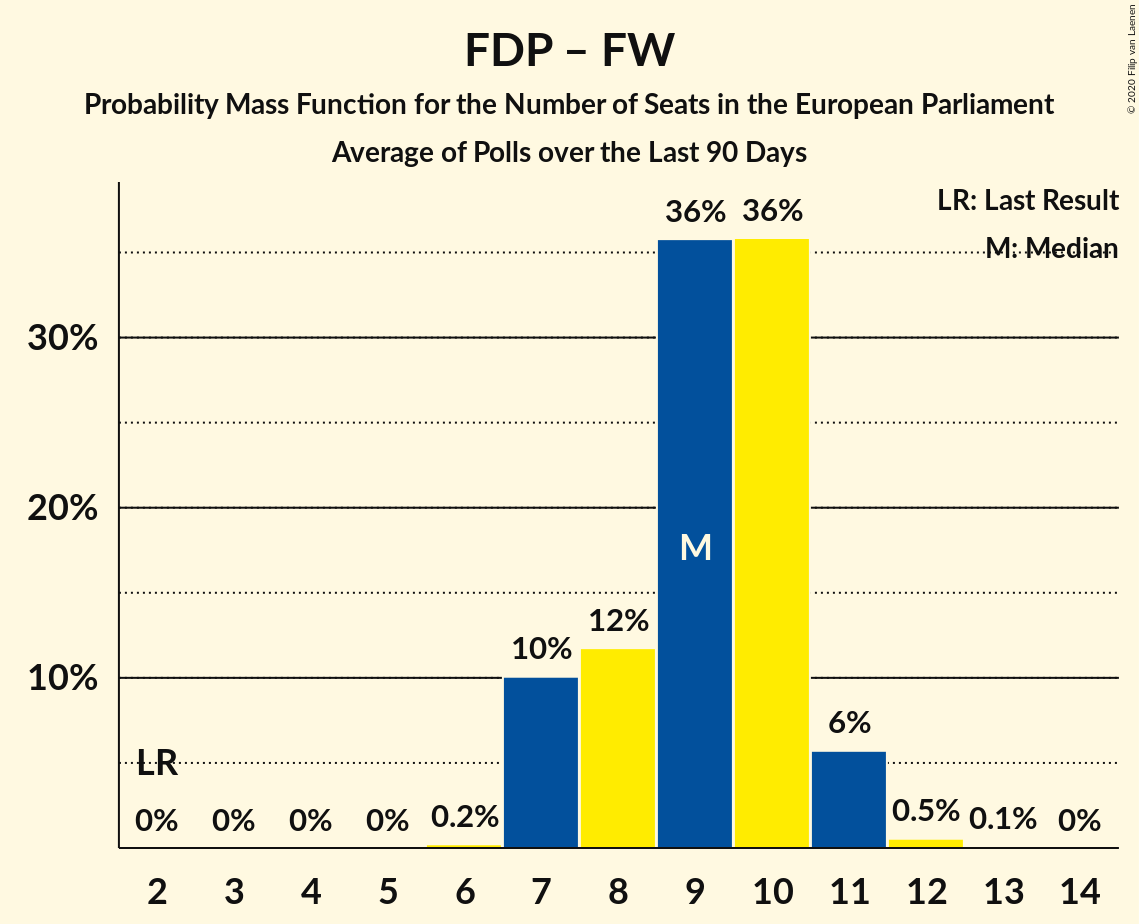 FDP – FW
Probability Mass Function for the Number of Seats in the European Parliament
Average of Polls over the Last 90 Days
© 2020 Filip van Laenen
LR: Last Result
M: Median
36% 36%
30%
20%
M
12%
10%
10%
6%
LR
0% 0% 0% 0% 0.2% 0.5% 0.1% 0%
2 3 4 5 6 7 8 9 10 11 12 13 14